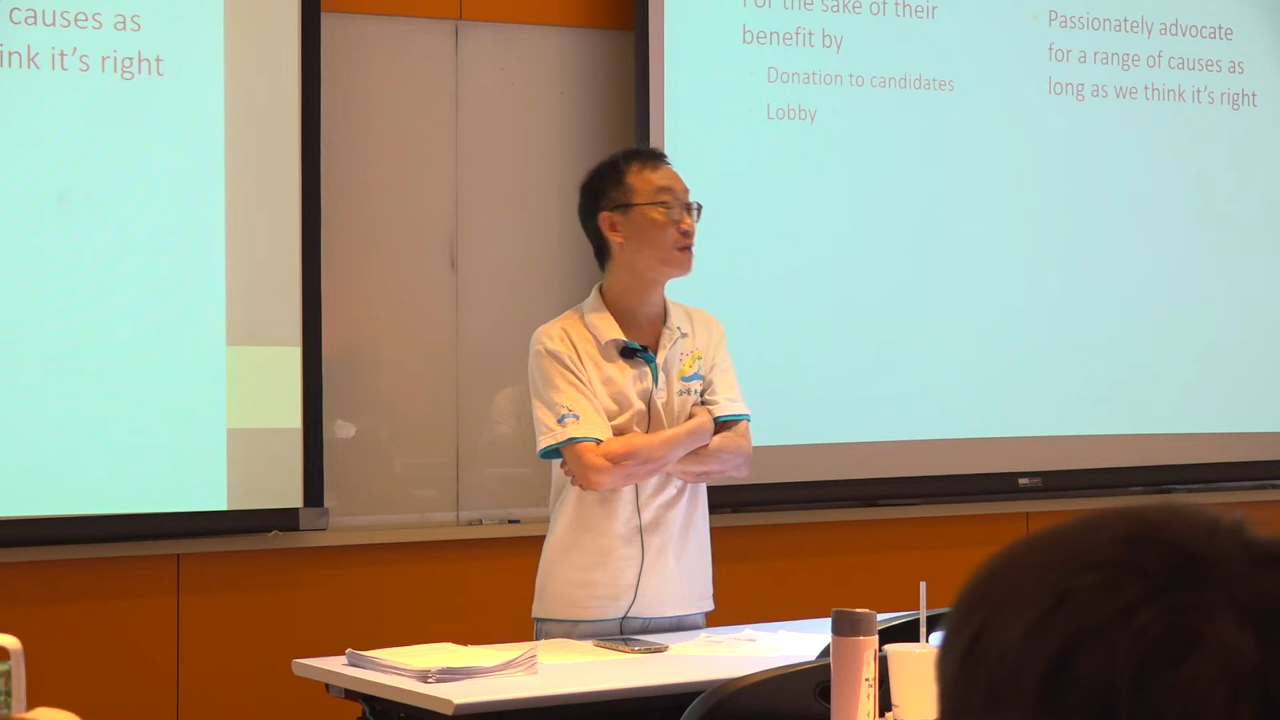 causes as
ink it's right
For the sake of their
benefit by
Donation to candidates
Lobby
Passionately advocate
for a range of causes as
long as we think it's right